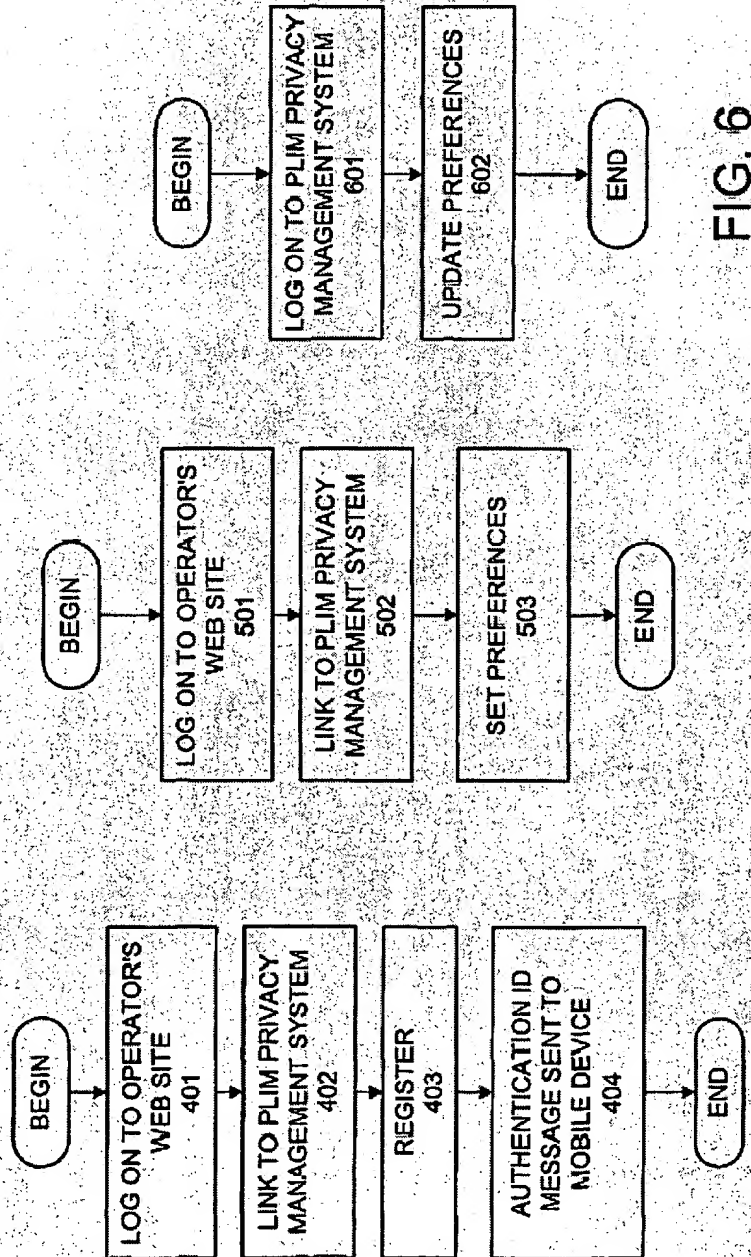 BEGIN
LOG ON TO OPERATOR'S
WEB SITE
401
LINK TO PLIM PRIVACY
MANAGEMENT SYSTEM
402
REGISTER
403
AUTHENTICATION ID
MESSAGE SENT TO
MOBILE DEVICE
404
END
BEGIN
LOG ON TO OPERATOR'S
WEB SITE
501
LINK TO PLIM PRIVACY
MANAGEMENT SYSTEM
502
SET PREFERENCES
503
END
BEGIN
LOG ON TO PLIM PRIVACY
MANAGEMENT SYSTEM
601
UPDATE PREFERENCES
602
END
FIG. 6